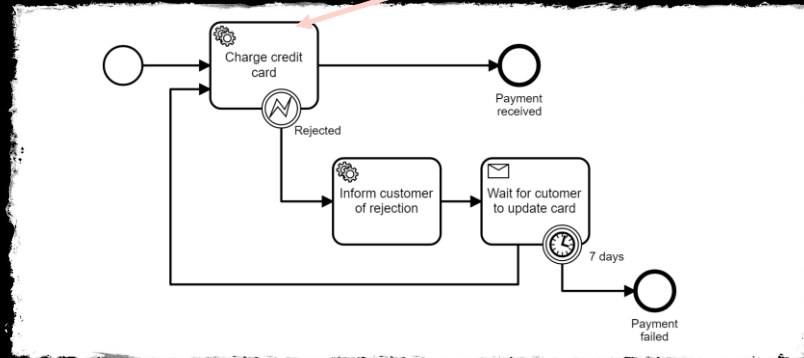 Charge credit
card
Payment
received
Rejected
Inform customer
of rejection
Wait for cutomer
to update card
7 days
Payment
failed